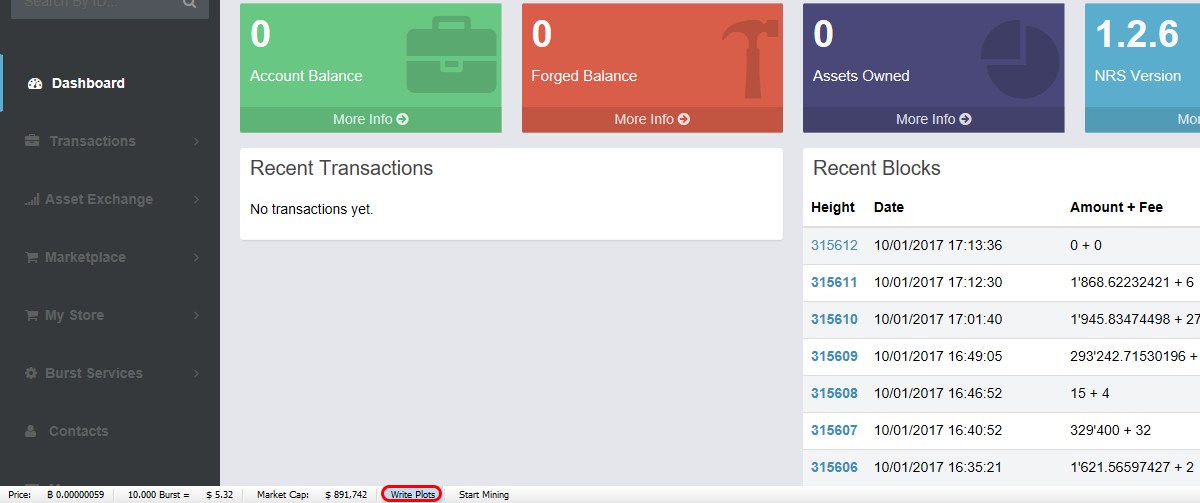 Search By ID...
0
Account Balance
More Info
0
Forged Balance
More Info
0
Assets Owned
More Info
1.2.6
NRS Version
Mor
Dashboard
Transactions
Asset Exchange
Marketplace
My Store
Burst Services
Contacts
Recent Transactions
No transactions yet.
Recent Blocks
Height Date Amount + Fee
315612 10/01/2017 17:13:36 0 + 0
315611 10/01/2017 17:12:30 1'868.62232421 + 6
315610 10/01/2017 17:01:40 1'945.83474498 + 27
315609 10/01/2017 16:49:05 293'242.71530196 +
315608 10/01/2017 16:46:52 15 + 4
315607 10/01/2017 16:40:52 329'400 + 32
315606 10/01/2017 16:35:21 1'621.56597427 + 2
Price: ฿ 0.00000059 10.000 Burst = $ 5.32 Market Cap: $ 891,742 Write Plots Start Mining